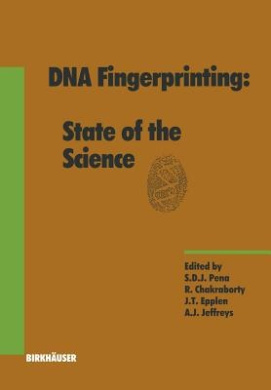 DNA Fingerprinting:
State of the
Science
Edited by
S.D.J. Pena
R. Chakraborty
J.T. Epplen
A.J. Jeffreys
BIRKHÄUSER